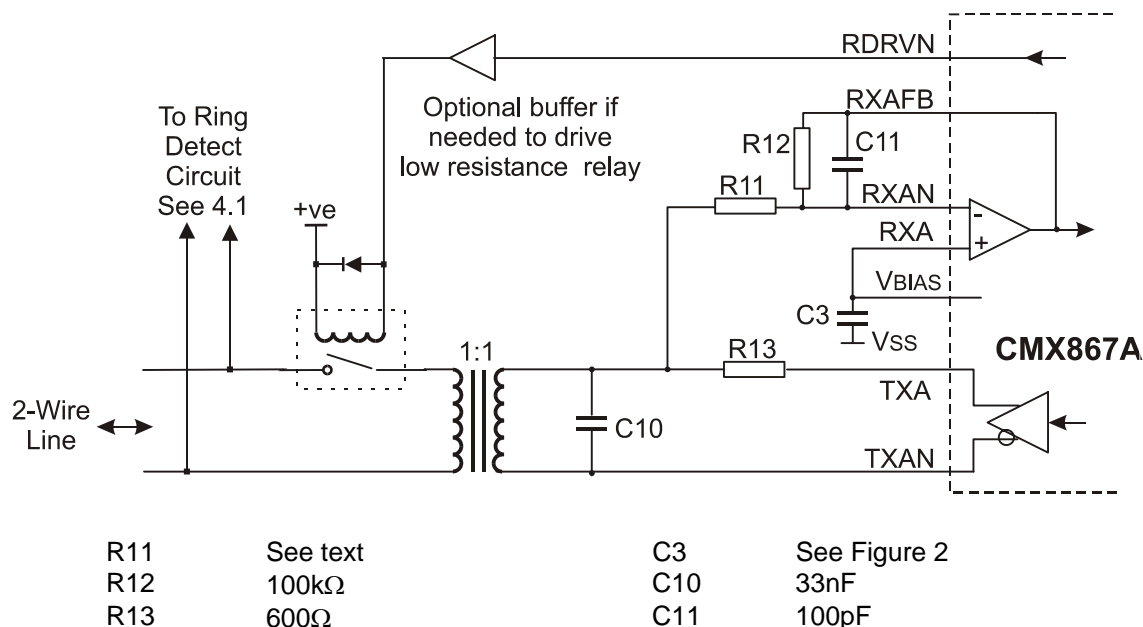 RDRVN
RXAFB
To Ring
Detect
Circuit
See 4.1
Optional buffer if
needed to drive
low resistance relay
R12
C11
R11
RXAN
-
+ve
RXA
+
VBIAS
C3
VSS
1:1
R13
CMX867A
TXA
2-Wire
Line
C10
TXAN
R11 See text C3 See Figure 2
R12 100kΩ C10 33nF
R13 600Ω C11 100pF